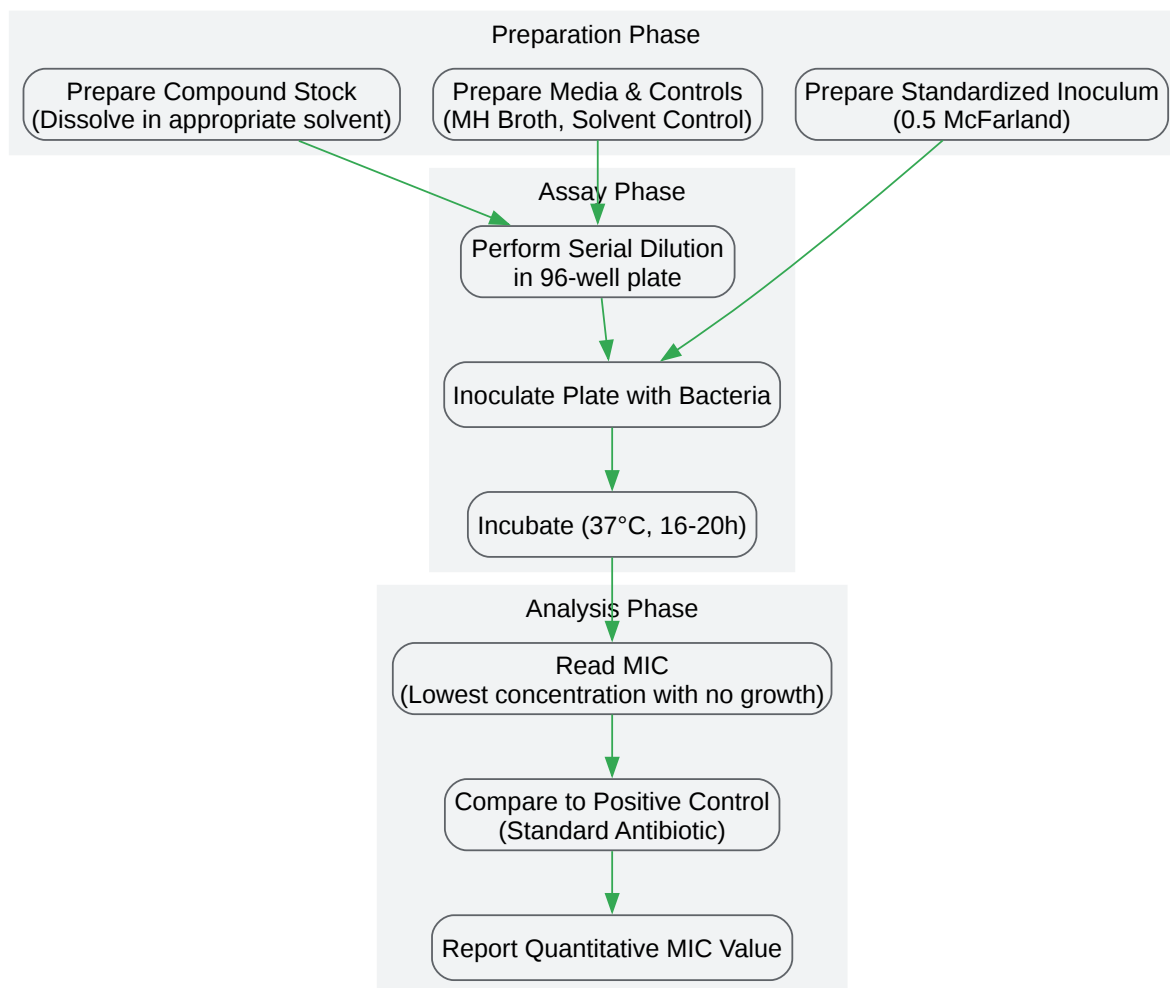 Preparation Phase
Prepare Compound Stock
(Dissolve in appropriate solvent)
Prepare Media & Controls
(MH Broth, Solvent Control)
Prepare Standardized Inoculum
(0.5 McFarland)
Assay Phase
Perform Serial Dilution
in 96-well plate
Inoculate Plate with Bacteria
Incubate (37°C, 16-20h)
Analysis Phase
Read MIC
(Lowest concentration with no growth)
Compare to Positive Control
(Standard Antibiotic)
Report Quantitative MIC Value